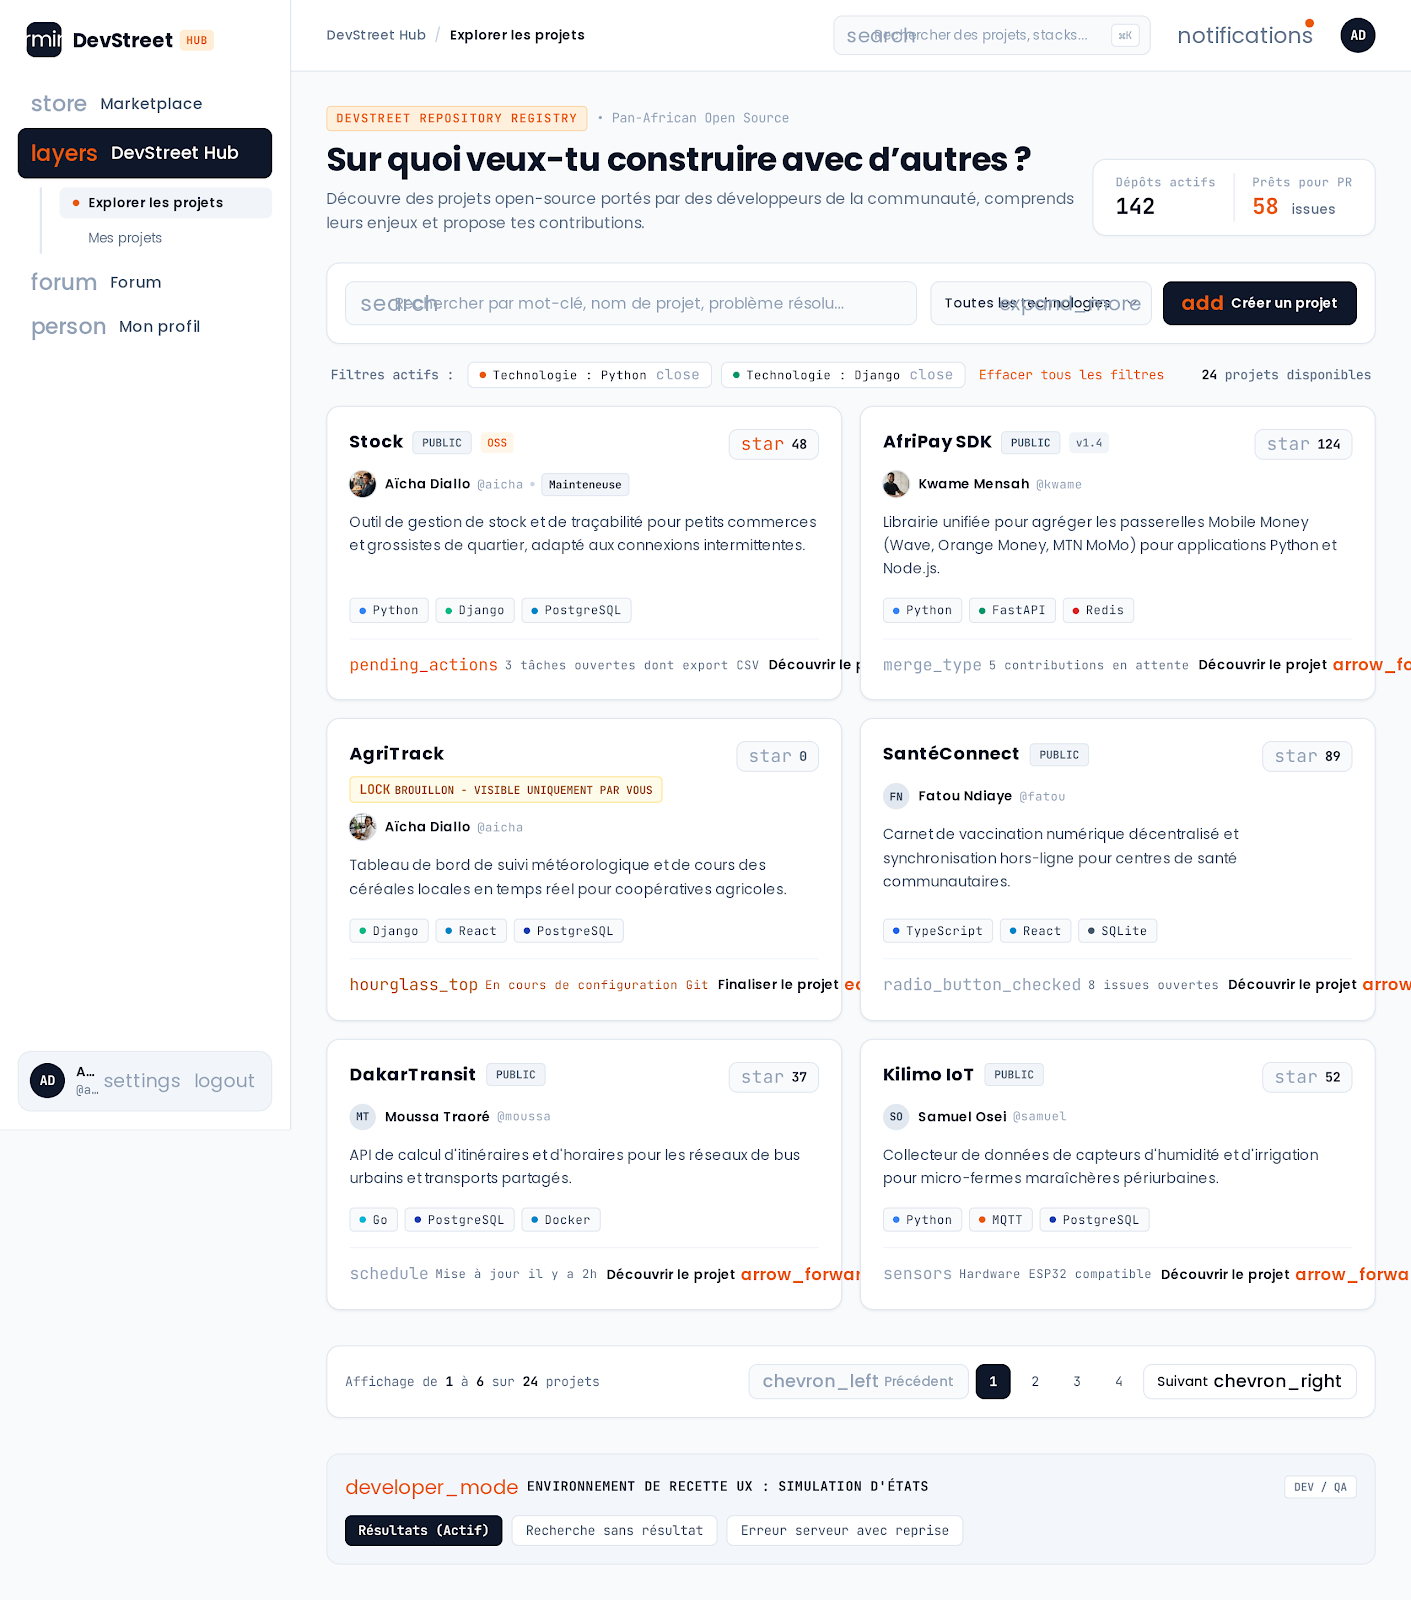 rmin DevStreet HUB
store Marketplace
layers DevStreet Hub
Explorer les projets
Mes projets
forum Forum
person Mon profil
AD A... settings logout
@a...
DevStreet Hub / Explorer les projets
search Rechercher des projets, stacks... ⌘K notifications AD
DEVSTREET REPOSITORY REGISTRY • Pan-African Open Source
Sur quoi veux-tu construire avec d’autres ?
Découvre des projets open-source portés par des développeurs de la communauté, comprends
leurs enjeux et propose tes contributions.
Dépôts actifs Prêts pour PR
142 58 issues
search Rechercher par mot-clé, nom de projet, problème résolu... Toutes les technologies expand_more add Créer un projet
Filtres actifs : Technologie : Python close Technologie : Django close Effacer tous les filtres 24 projets disponibles
Stock PUBLIC OSS star 48
Aïcha Diallo @aicha • Mainteneuse
Outil de gestion de stock et de traçabilité pour petits commerces
et grossistes de quartier, adapté aux connexions intermittentes.
Python Django PostgreSQL
pending_actions 3 tâches ouvertes dont export CSV Découvrir le p
AfriPay SDK PUBLIC v1.4 star 124
Kwame Mensah @kwame
Librairie unifiée pour agréger les passerelles Mobile Money
(Wave, Orange Money, MTN MoMo) pour applications Python et
Node.js.
Python FastAPI Redis
merge_type 5 contributions en attente Découvrir le projet arrow_fo
AgriTrack star 0
LOCK BROUILLON - VISIBLE UNIQUEMENT PAR VOUS
Aïcha Diallo @aicha
Tableau de bord de suivi météorologique et de cours des
céréales locales en temps réel pour coopératives agricoles.
Django React PostgreSQL
hourglass_top En cours de configuration Git Finaliser le projet ec
SantéConnect PUBLIC star 89
FN Fatou Ndiaye @fatou
Carnet de vaccination numérique décentralisé et
synchronisation hors-ligne pour centres de santé
communautaires.
TypeScript React SQLite
radio_button_checked 8 issues ouvertes Découvrir le projet arrow
DakarTransit PUBLIC star 37
MT Moussa Traoré @moussa
API de calcul d'itinéraires et d'horaires pour les réseaux de bus
urbains et transports partagés.
Go PostgreSQL Docker
schedule Mise à jour il y a 2h Découvrir le projet arrow_forwar
Kilimo IoT PUBLIC star 52
SO Samuel Osei @samuel
Collecteur de données de capteurs d'humidité et d'irrigation
pour micro-fermes maraîchères périurbaines.
Python MQTT PostgreSQL
sensors Hardware ESP32 compatible Découvrir le projet arrow_forwa
Affichage de 1 à 6 sur 24 projets chevron_left Précédent 1 2 3 4 Suivant chevron_right
developer_mode ENVIRONNEMENT DE RECETTE UX : SIMULATION D'ÉTATS DEV / QA
Résultats (Actif) Recherche sans résultat Erreur serveur avec reprise